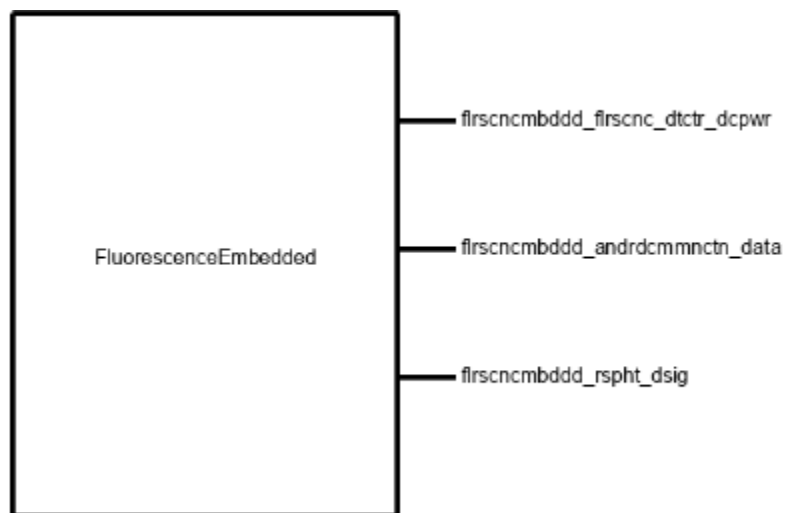 flrscncmbddd_flrscnc_dtctr_dcpwr
flrscncmbddd_andrdcmmnctn_data
FluorescenceEmbedded
flrscncmbddd_rspht_dsig